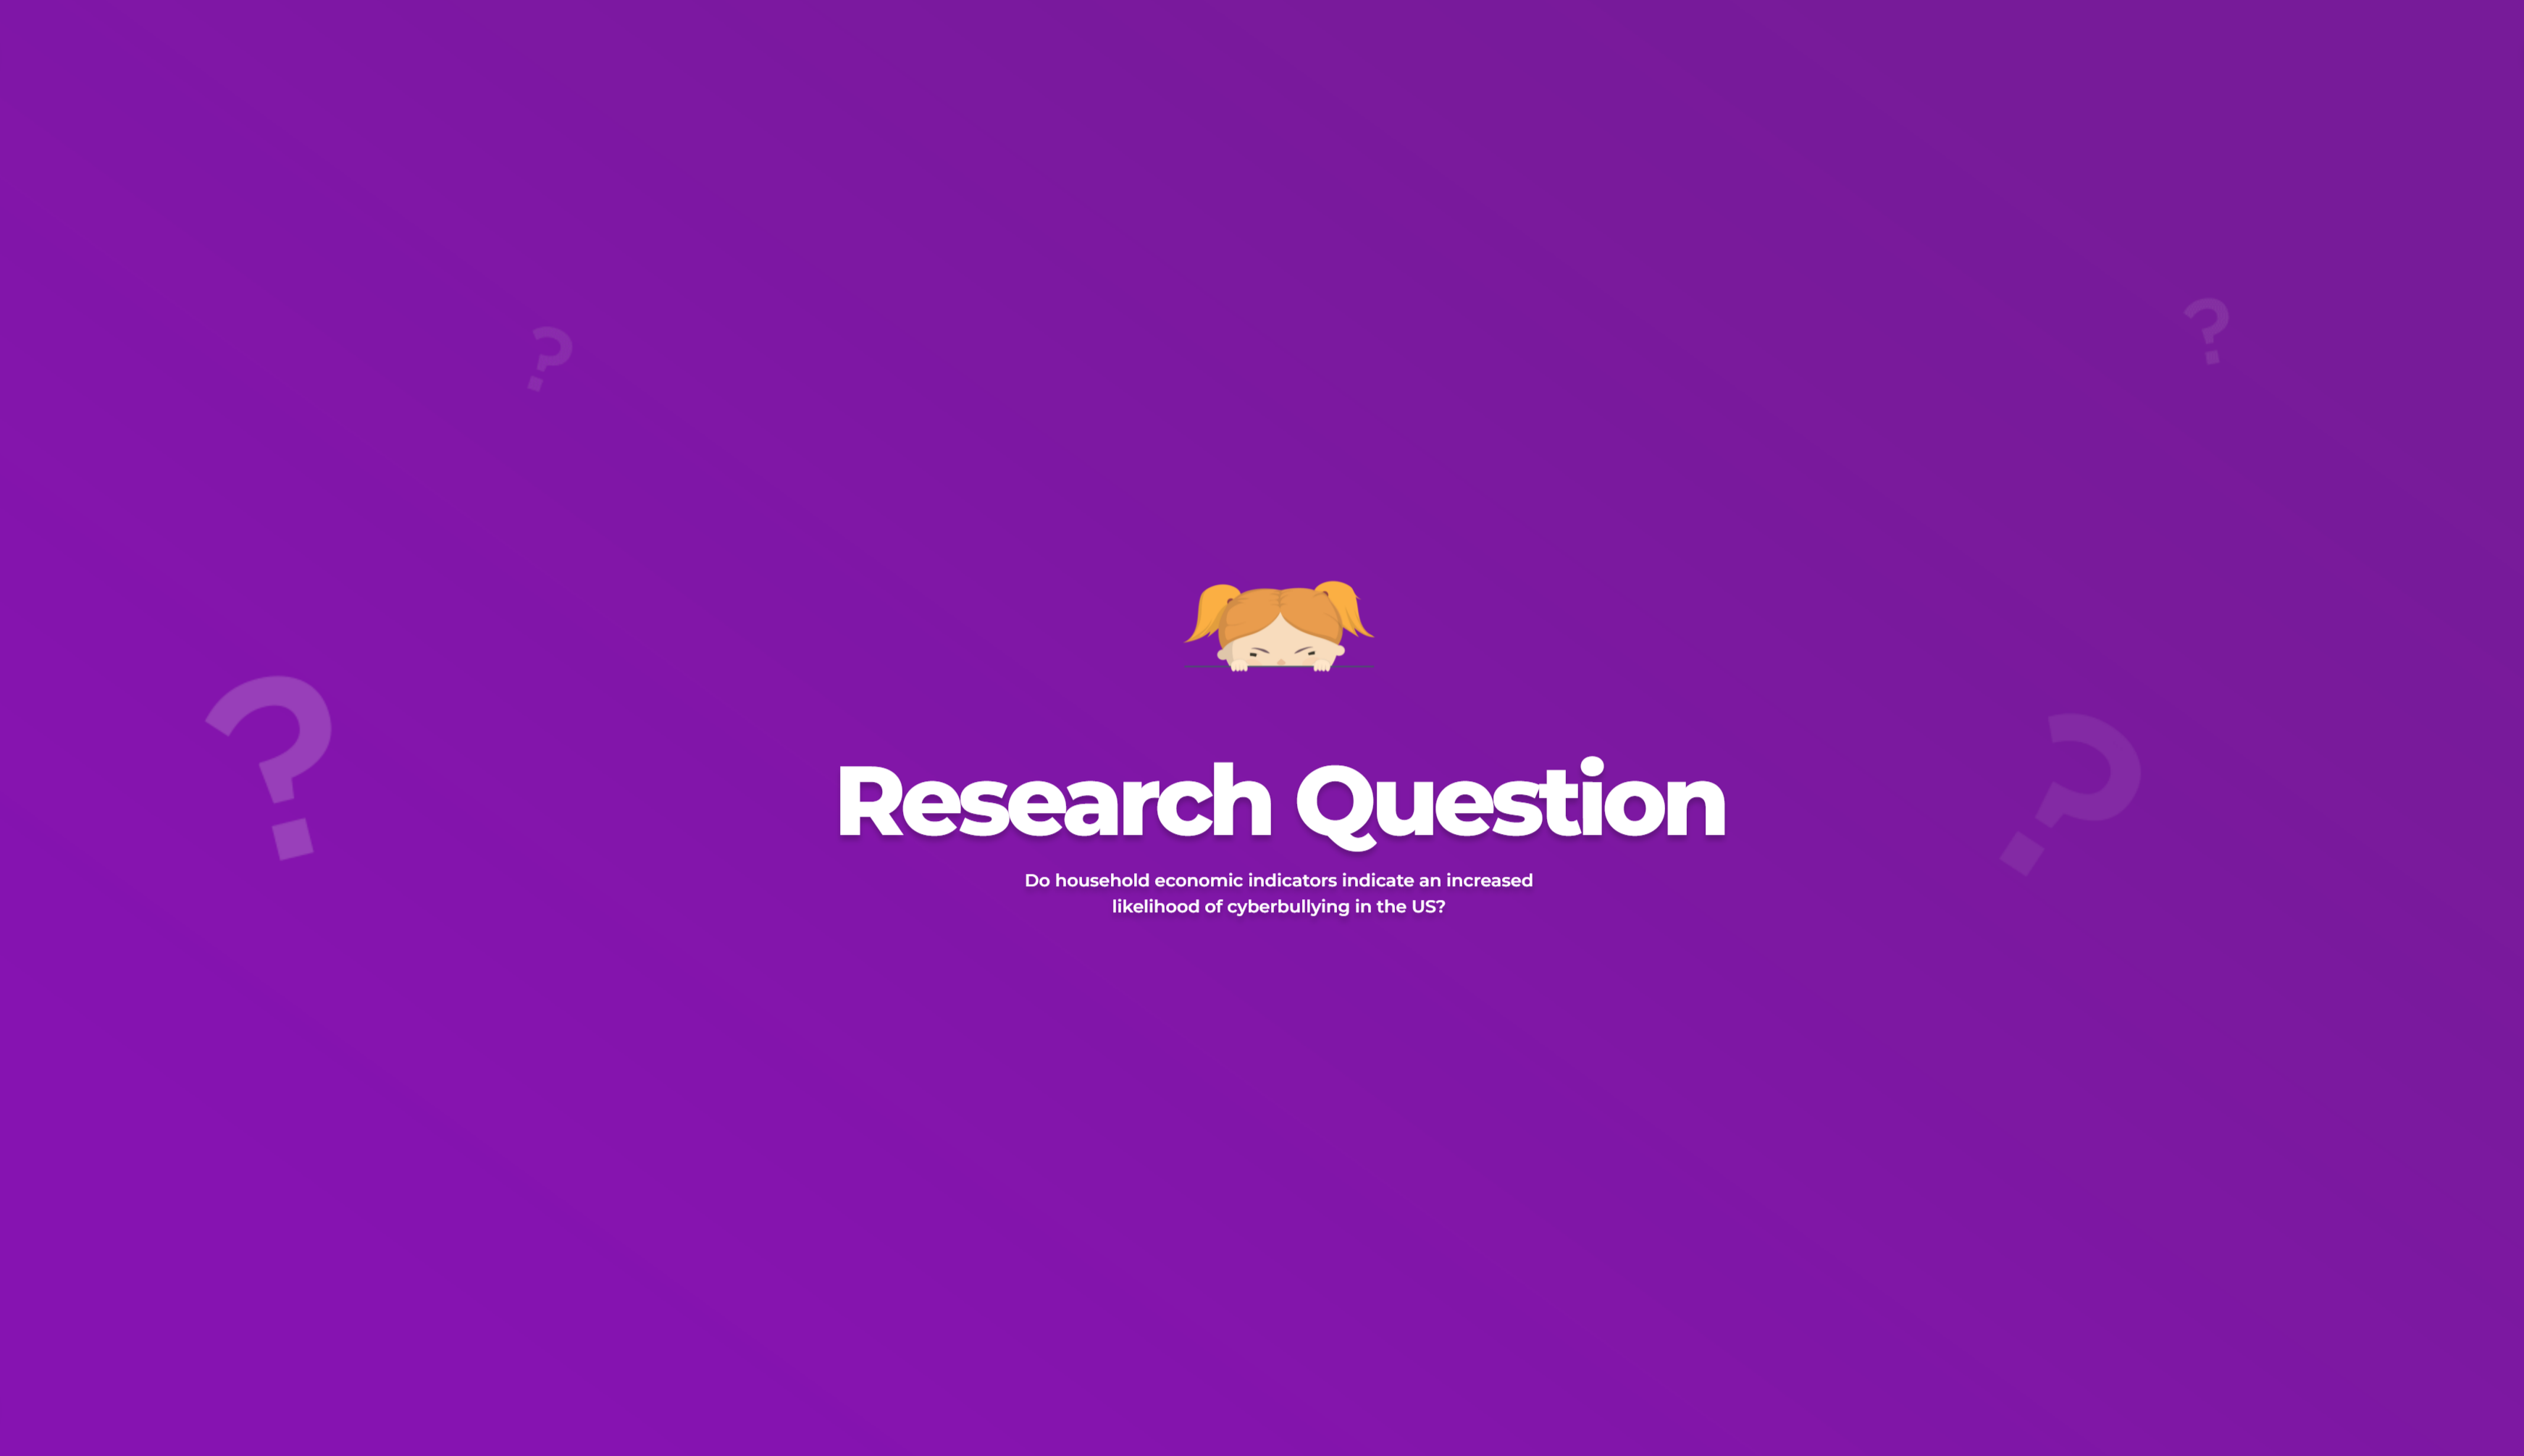 ?
?
?
?
Research Question
Do household economic indicators indicate an increased
likelihood of cyberbullying in the US?